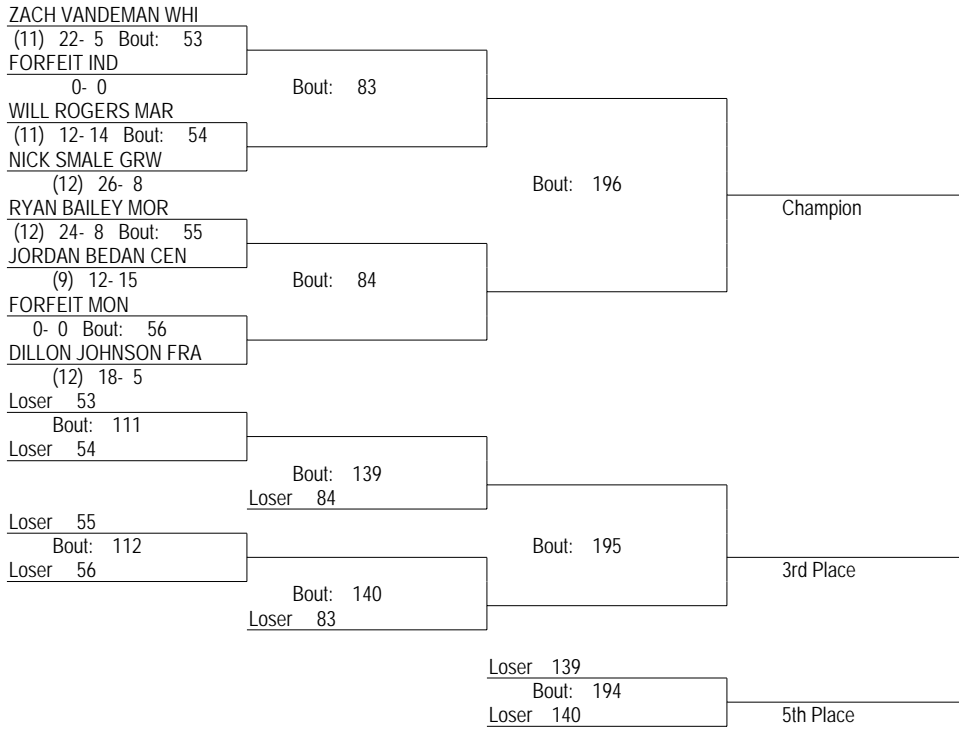 ZACH VANDEMAN WHI
(11) 22- 5 Bout: 53
FORFEIT IND
0- 0
Bout: 83
WILL ROGERS MAR
(11) 12- 14 Bout: 54
NICK SMALE GRW
(12) 26- 8
Bout: 196
RYAN BAILEY MOR
Champion
(12) 24- 8 Bout: 55
JORDAN BEDAN CEN
(9) 12- 15
Bout: 84
FORFEIT MON
0- 0 Bout: 56
DILLON JOHNSON FRA
(12) 18- 5
Loser 53
Bout: 111
Loser 54
Bout: 139
Loser 84
Loser 55
Bout: 112
Bout: 195
Loser 56
3rd Place
Bout: 140
Loser 83
Loser 139
Bout: 194
Loser 140
5th Place